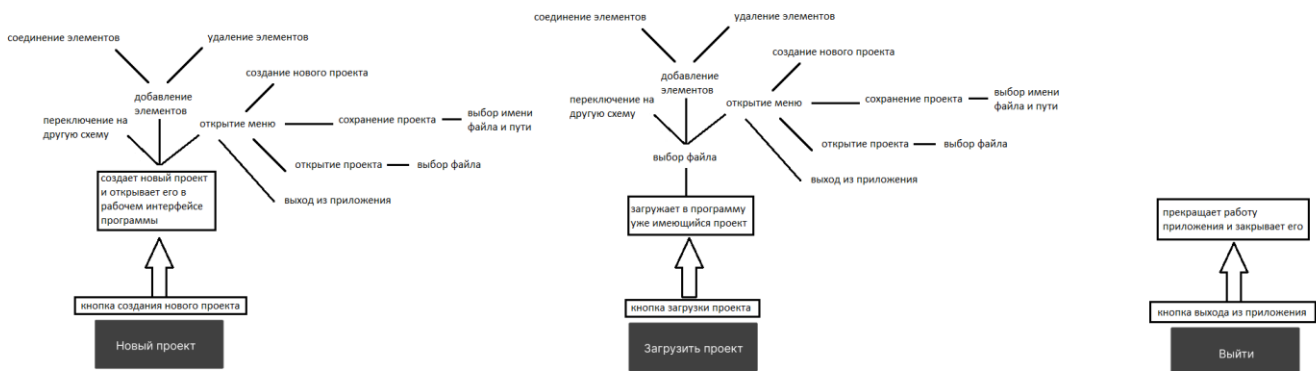 соединение элементов
удаление элементов
добавление
элементов
создание нового проекта
переключение на
другую схему
открытие меню
сохранение проекта
выбор имени
файла и пути
открытие проекта
выбор файла
выход из приложения
создает новый проект
и открывает его в
рабочем интерфейсе
программы
кнопка создания нового проекта
Новый проект
соединение элементов
удаление элементов
добавление
элементов
создание нового проекта
переключение на
другую схему
открытие меню
сохранение проекта
выбор имени
файла и пути
открытие проекта
выбор файла
выход из приложения
выбор файла
загружает в программу
уже имеющийся проект
кнопка загрузки проекта
Загрузить проект
прекращает работу
приложения и закрывает его
кнопка выхода из приложения
Выйти